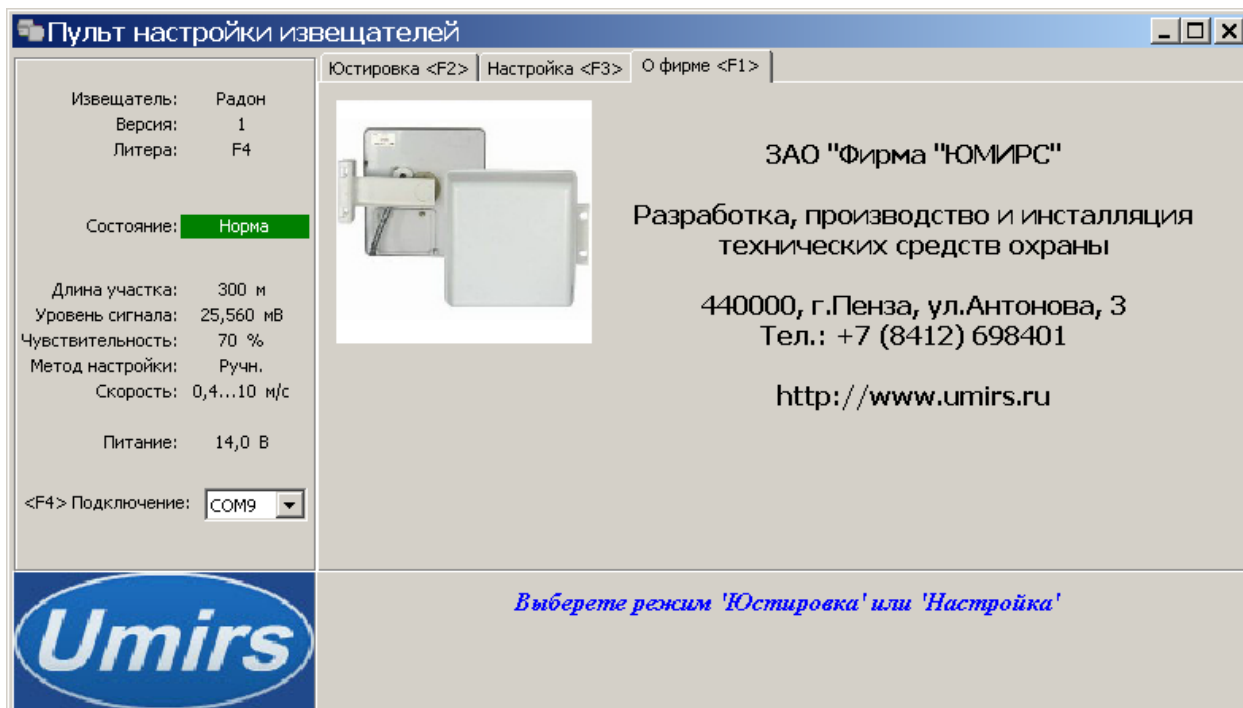 Пульт настройки извещателей
Юстировка <F2> Настройка <F3> О фирме <F1>
Извещатель: Радон
Версия: 1
Литера: F4
Состояние: Норма
Длина участка: 300 м
Уровень сигнала: 25,560 мВ
Чувствительность: 70 %
Метод настройки: Ручн.
Скорость: 0,4...10 м/с
Питание: 14,0 В
<F4> Подключение: COM9
ЗАО "Фирма "ЮМИРС"
Разработка, производство и инсталляция
технических средств охраны
440000, г.Пенза, ул.Антонова, 3
Тел.: +7 (8412) 698401
http://www.umirs.ru
Umirs
Выберете режим 'Юстировка' или 'Настройка'